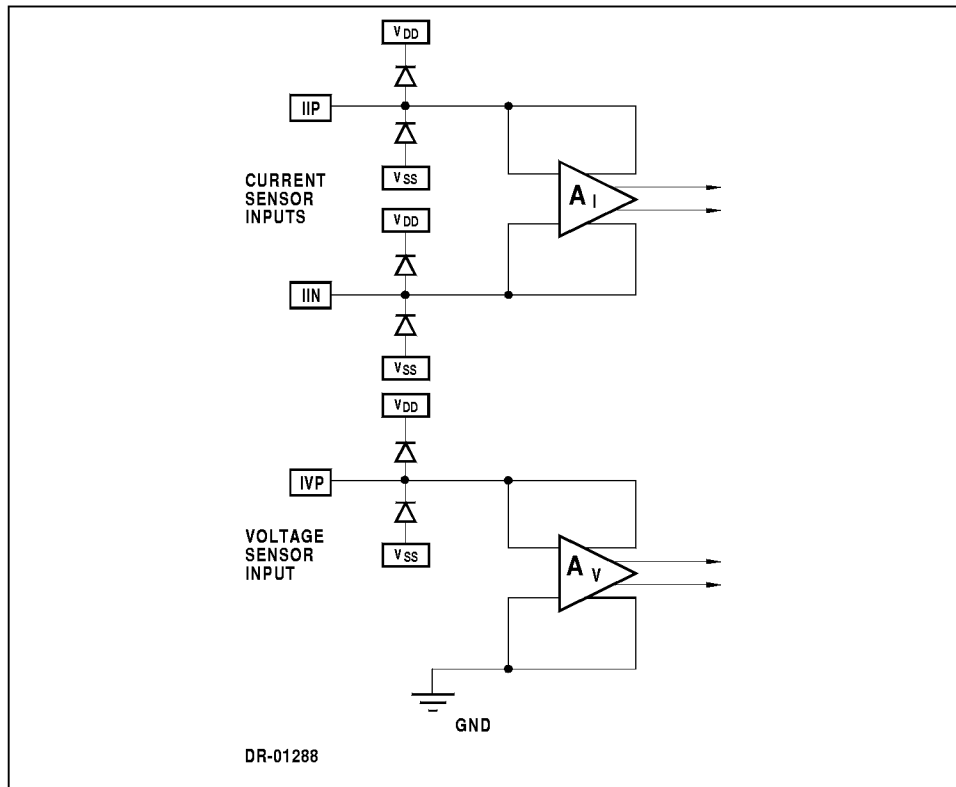 VDD
IIP
VSS
CURRENT
SENSOR
INPUTS
VDD
AI
IIN
VSS
VDD
IVP
VOLTAGE
SENSOR
INPUT
VSS
AV
GND
DR-01288